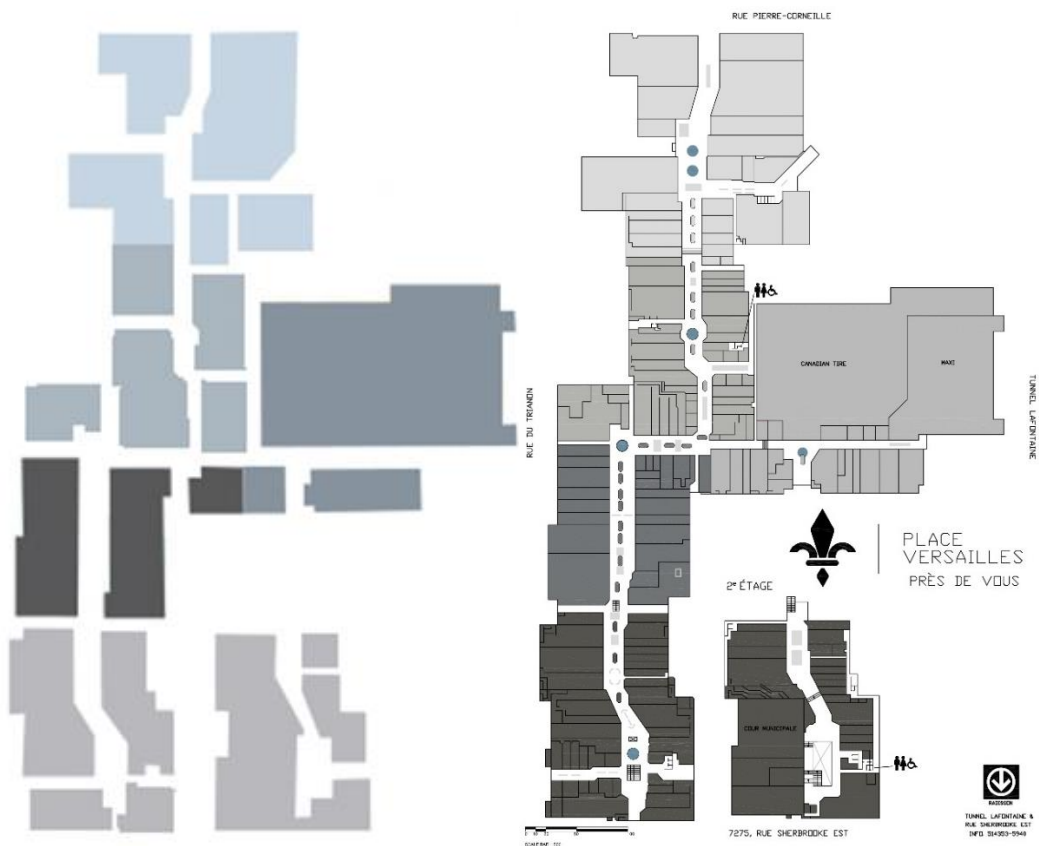 RUE PIERRE-CORNEILLE
CANADIAN TIRE
MAXI
RUE DU TRIANON
TUNNEL LAFONTAINE
PLACE
VERSAILLES
PRÈS DE VOUS
2e ÉTAGE
COUR MUNICIPALE
7275, RUE SHERBROOKE EST
RADISSON
TUNNEL LAFONTAINE &
RUE SHERBROOKE EST